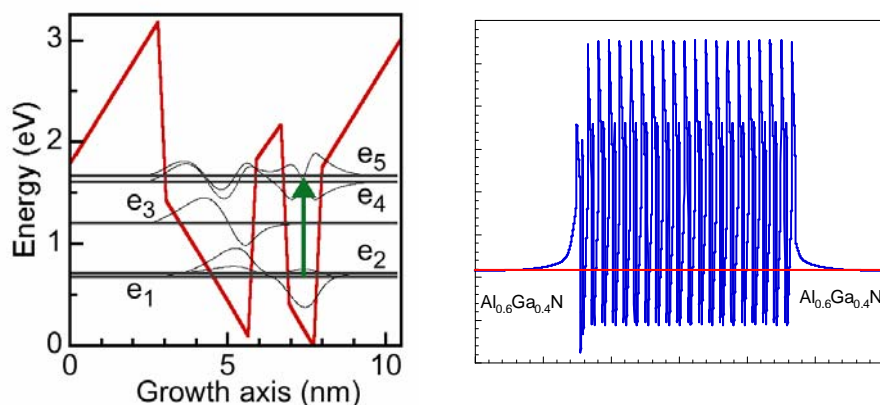 3
2
1
0
Energy (eV)
e₅
e₄
e₃
e₂
e₁
0
5
10
Growth axis (nm)
Al₀.₆Ga₀.₄N
Al₀.₆Ga₀.₄N